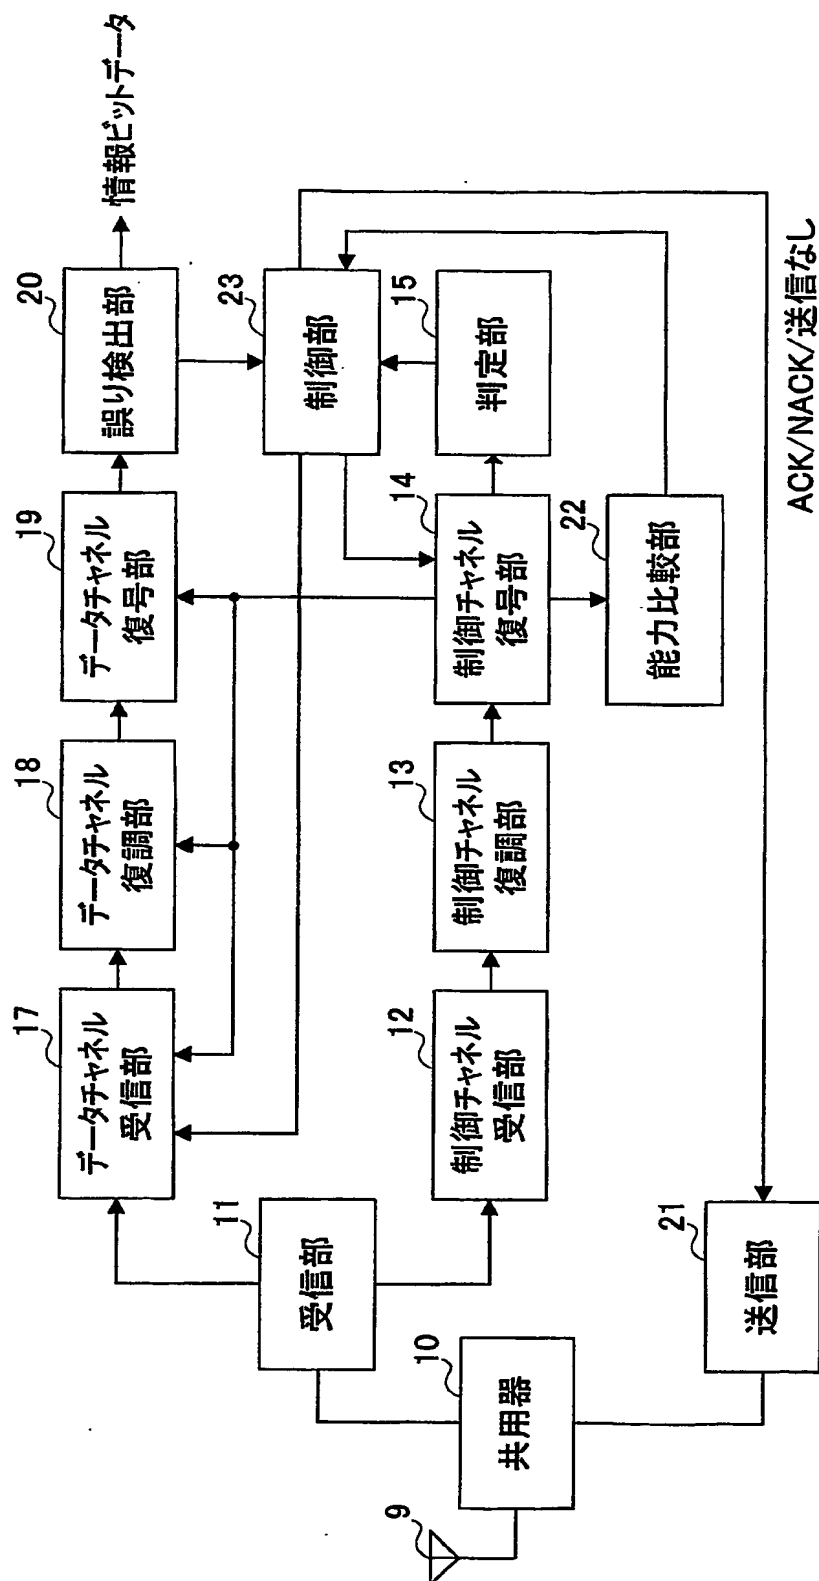 9
10
共用器
11
受信部
17
データチャネル
受信部
18
データチャネル
復調部
19
データチャネル
復号部
20
誤り検出部
情報ビットデータ
12
制御チャネル
受信部
13
制御チャネル
復調部
14
制御チャネル
復号部
15
判定部
23
制御部
22
能力比較部
21
送信部
ACK/NACK/送信なし